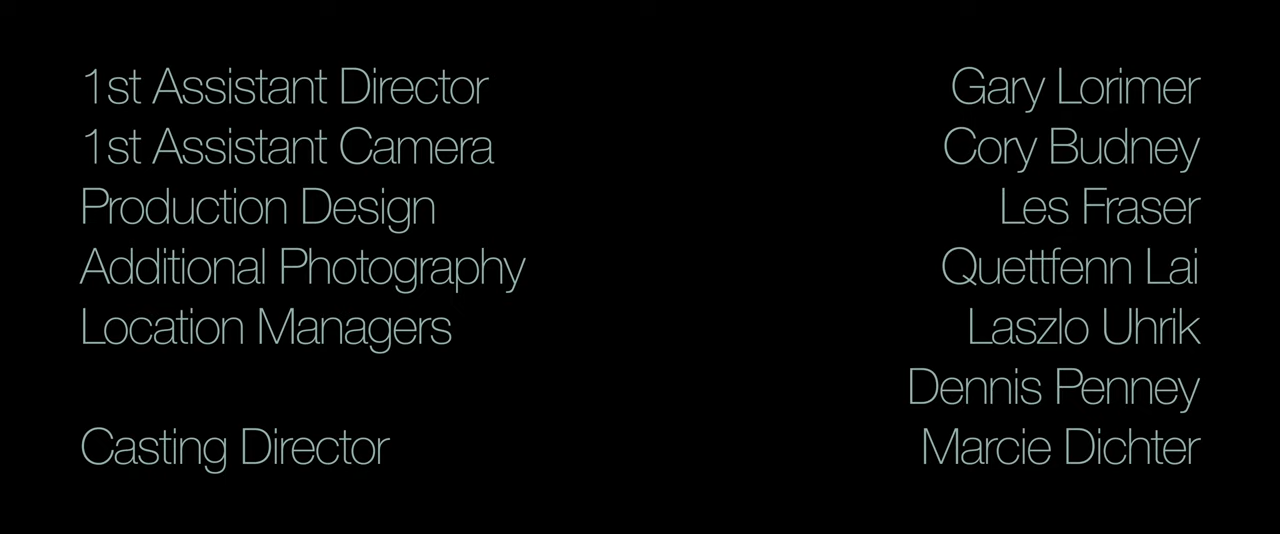 1st Assistant Director Gary Lorimer
1st Assistant Camera Cory Budney
Production Design Les Fraser
Additional Photography Quettfenn Lai
Location Managers Laszlo Uhrik
Dennis Penney
Casting Director Marcie Dichter